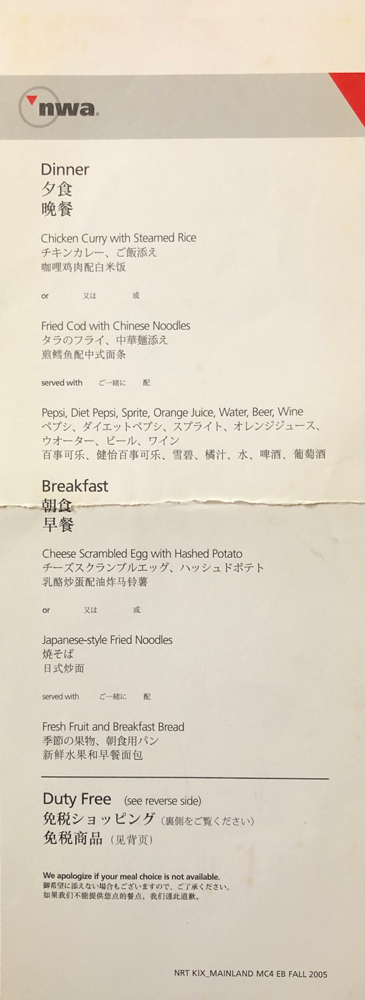 nwa®
Dinner
夕食
晩餐
Chicken Curry with Steamed Rice
チキンカレー、ご飯添え
咖哩鸡肉配白米饭
or 又は 或
Fried Cod with Chinese Noodles
タラのフライ、中華麺添え
煎鳕鱼配中式面条
served with ご一緒に 配
Pepsi, Diet Pepsi, Sprite, Orange Juice, Water, Beer, Wine
ペプシ、ダイエットペプシ、スプライト、オレンジジュース、
ウオーター、ビール、ワイン
百事可乐、健怡百事可乐、雪碧、橘汁、水、啤酒、葡萄酒
Breakfast
朝食
早餐
Cheese Scrambled Egg with Hashed Potato
チーズスクランブルエッグ、ハッシュドポテト
乳酪炒蛋配油炸马铃薯
or 又は 或
Japanese-style Fried Noodles
焼そば
日式炒面
served with ご一緒に 配
Fresh Fruit and Breakfast Bread
季節の果物、朝食用パン
新鲜水果和早餐面包
Duty Free (see reverse side)
免税ショッピング（裏側をご覧ください）
免税商品（见背页）
We apologize if your meal choice is not available.
御希望に添えない場合もございますので、ご了承ください。
如果我们不能提供您点的餐点，我们谨此道歉。
NRT KIX_MAINLAND MC4 EB FALL 2005